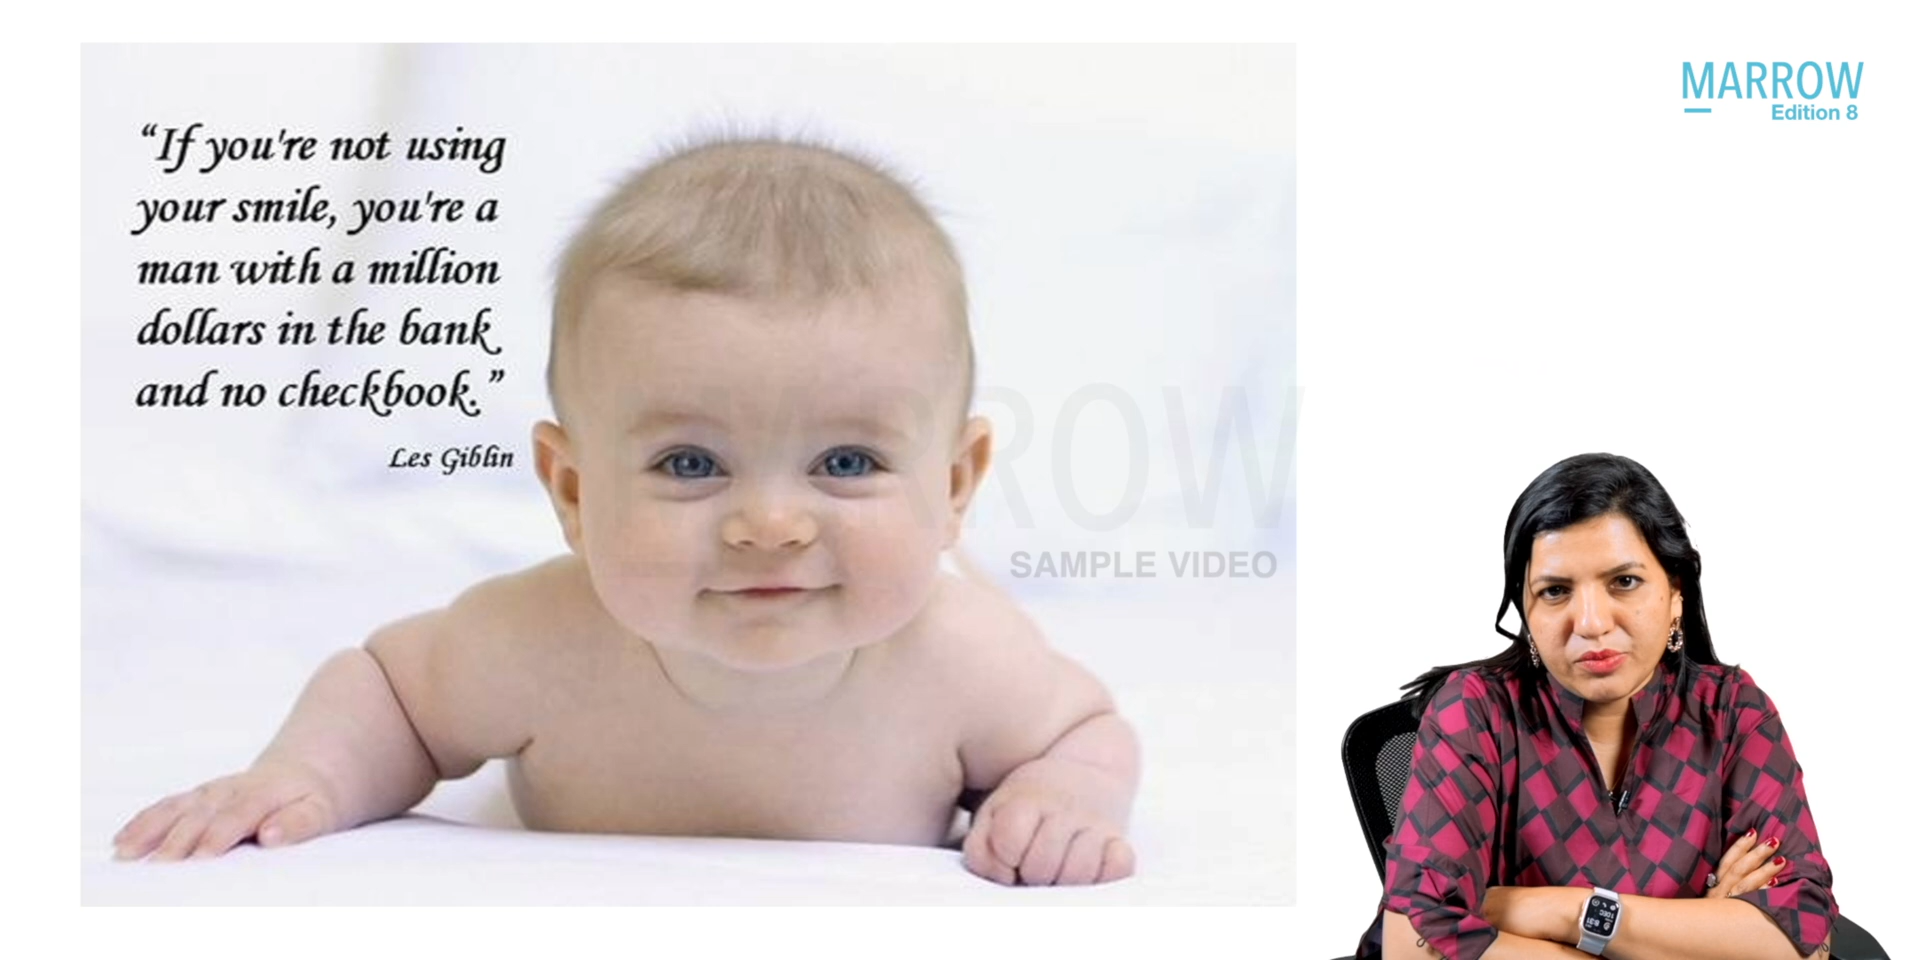 “If you're not using
your smile, you're a
man with a million
dollars in the bank
and no checkbook.”
Les Giblin
MARROW
Edition 8
MARROW
SAMPLE VIDEO